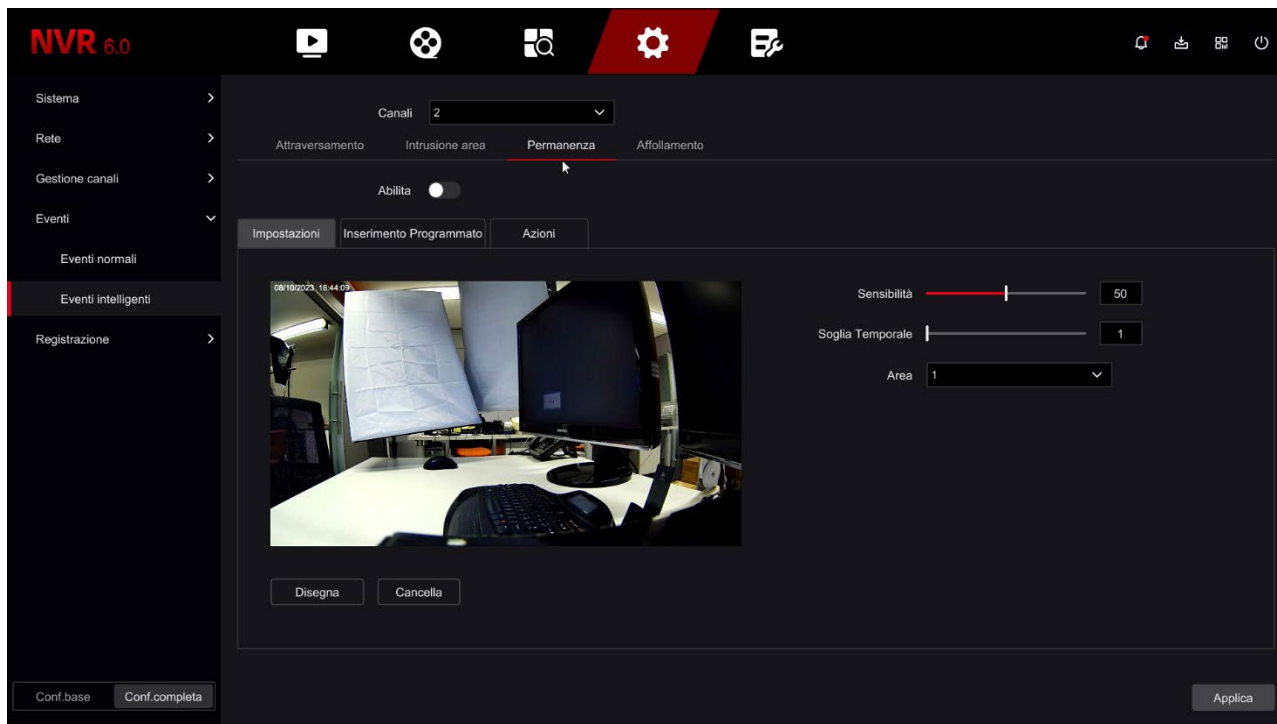 NVR 6.0
Sistema
Rete
Gestione canali
Eventi
Eventi normali
Eventi intelligenti
Registrazione
Conf.base Conf.completa
Canali 2
Attraversamento Intrusione area Permanenza Affollamento
Abilita
Impostazioni Inserimento Programmato Azioni
08/10/2023 16:44:09
Sensibilità 50
Soglia Temporale 1
Area 1
Disegna Cancella
Applica